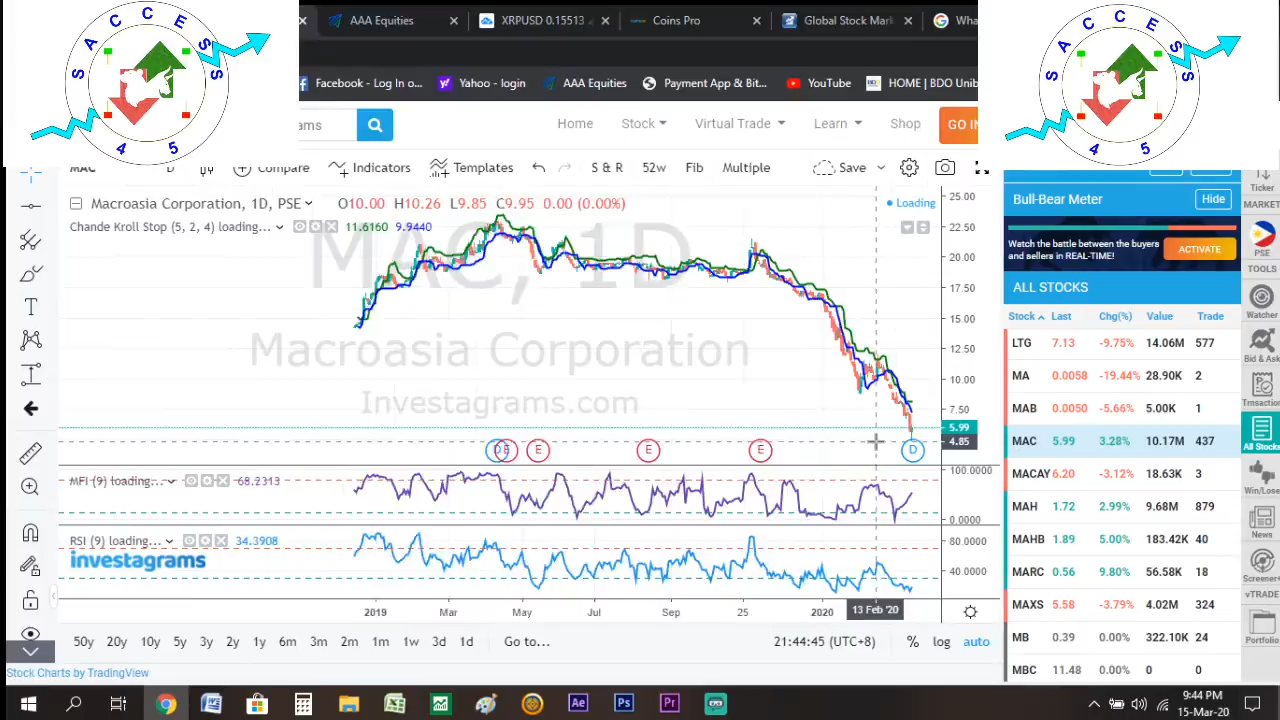 SACCESS
45
AAA Equities
XRPUSD 0.15513
Coins Pro
Global Stock Mark
Wha
SACCESS
45
Facebook - Log In o...
Yahoo - login
AAA Equities
Payment App & Bit...
YouTube
HOME | BDO Unib
ams
Home
Stock
Virtual Trade
Learn
Shop
GO IN
MAC
D
Compare
Indicators
Templates
S & R
52w
Fib
Multiple
Save
Macroasia Corporation, 1D, PSE
O10.00 H10.26 L9.85 C9.95 0.00 (0.00%)
Loading
Chande Kroll Stop (5, 2, 4) loading...
11.6160 9.9440
MAC, 1D
Macroasia Corporation
Investagrams.com
25.00
22.50
20.00
17.50
15.00
12.50
10.00
7.50
5.99
4.85
D E E E E D
MFI (9) loading...
68.2313
100.0000
0.0000
RSI (9) loading...
34.3908
investagrams
80.0000
40.0000
2019 Mar May Jul Sep 25 2020 13 Feb '20
50y 20y 10y 5y 3y 2y 1y 6m 3m 2m 1m 1w 3d 1d Go to...
21:44:45 (UTC+8)
% log auto
Stock Charts by TradingView
Bull-Bear Meter
Hide
Watch the battle between the buyers
and sellers in REAL-TIME!
ACTIVATE
ALL STOCKS
Stock Last Chg(%) Value Trade
LTG 7.13 -9.75% 14.06M 577
MA 0.0058 -19.44% 28.90K 2
MAB 0.0050 -5.66% 5.00K 1
MAC 5.99 3.28% 10.17M 437
MACAY 6.20 -3.12% 18.63K 3
MAH 1.72 2.99% 9.68M 879
MAHB 1.89 5.00% 183.42K 40
MARC 0.56 9.80% 56.58K 18
MAXS 5.58 -3.79% 4.02M 324
MB 0.39 0.00% 322.10K 24
MBC 11.48 0.00% 0 0
Ticker
MARKET
PSE
TOOLS
Watcher
Bid & Ask
Trnsaction
All Stocks
Win/Lose
News
Screener
vTRADE
Portfolio
Ae
Ps
Pr
9:44 PM
15-Mar-20